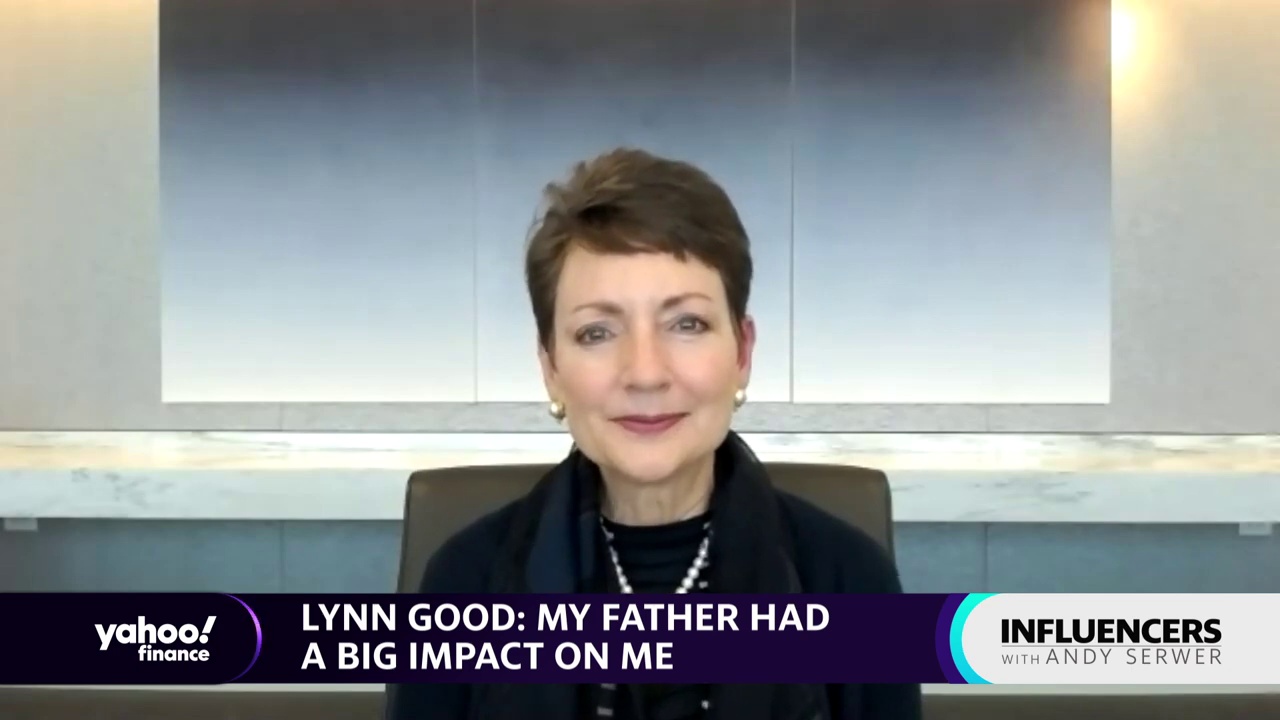 yahoo!
finance
LYNN GOOD: MY FATHER HAD
A BIG IMPACT ON ME
INFLUENCERS
WITH ANDY SERWER